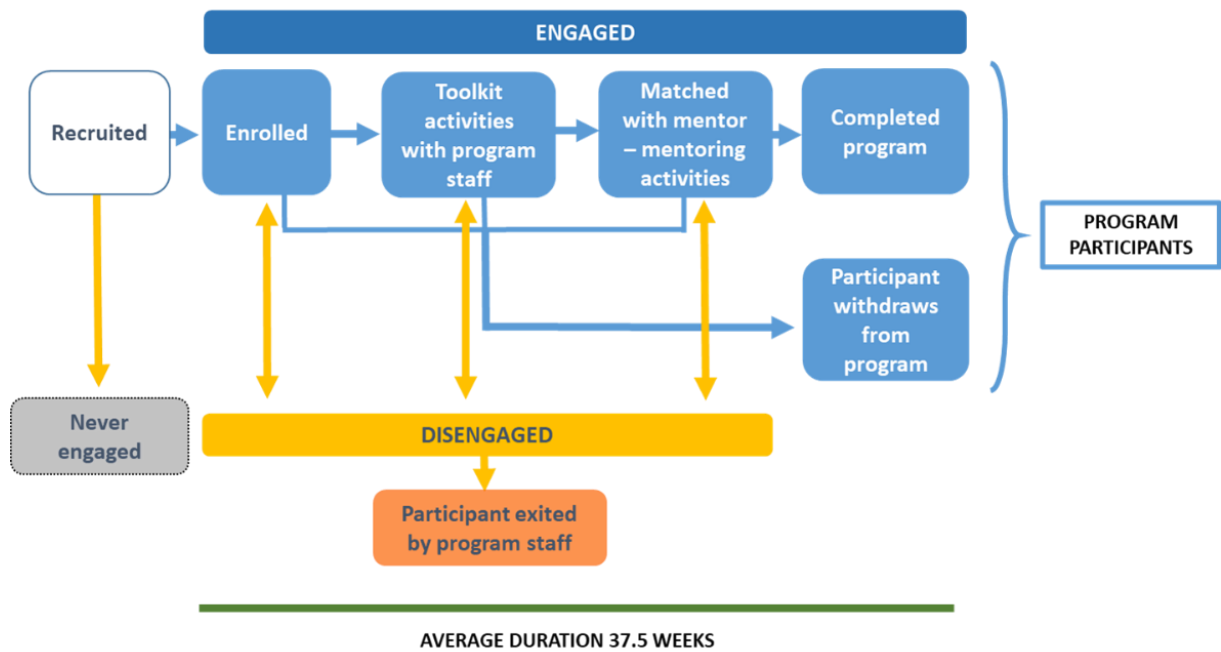 ENGAGED
Recruited
Enrolled
Toolkit
activities
with program
staff
Matched
with mentor
– mentoring
activities
Completed
program
PROGRAM
PARTICIPANTS
Participant
withdraws
from
program
Never
engaged
DISENGAGED
Participant exited
by program staff
AVERAGE DURATION 37.5 WEEKS